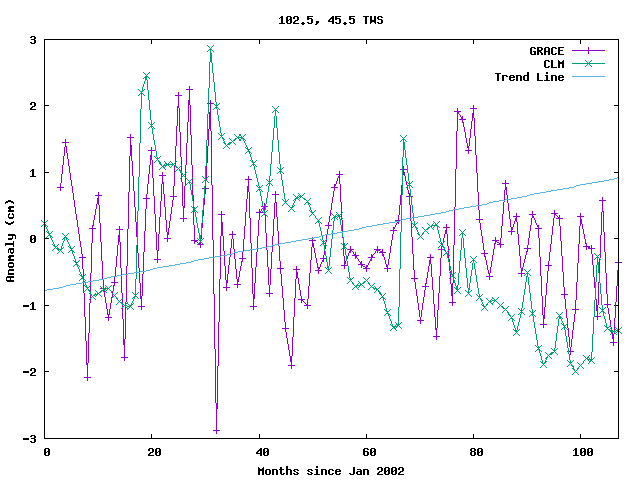 102.5, 45.5 TWS
GRACE
CLM
Trend Line
Anomaly (cm)
3
2
1
0
-1
-2
-3
0 20 40 60 80 100
Months since Jan 2002